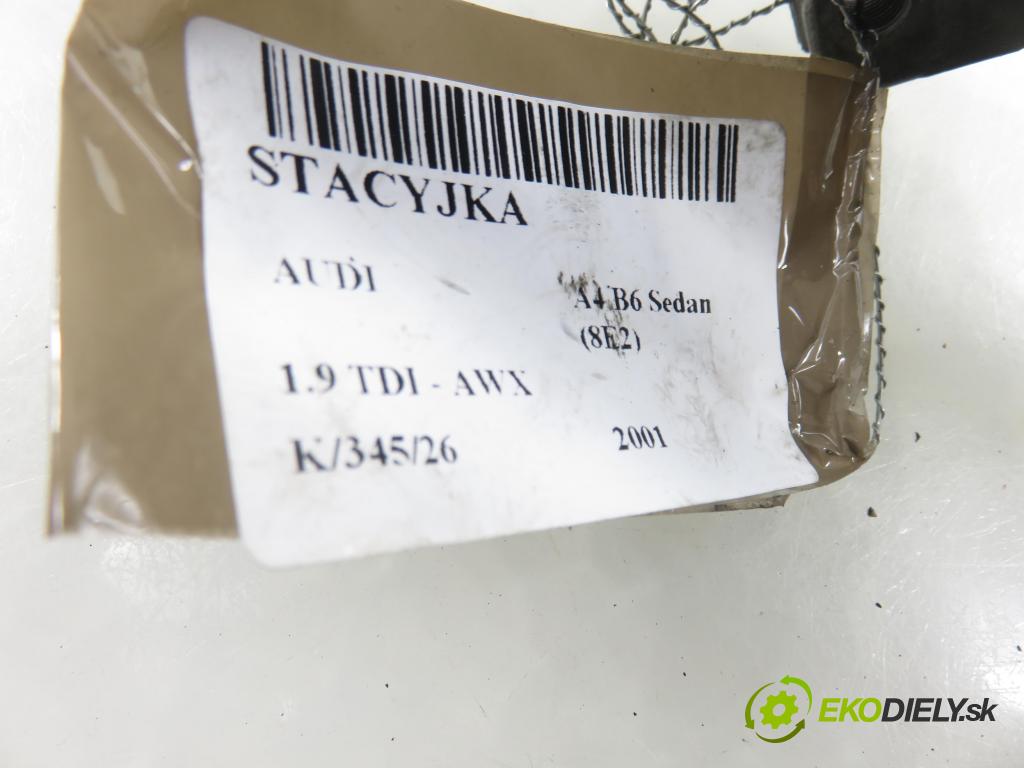 STACYJKA
AUDI
A4 B6 Sedan
(8E2)
1.9 TDI - AWX
K/345/26
2001
EKODIELY.sk